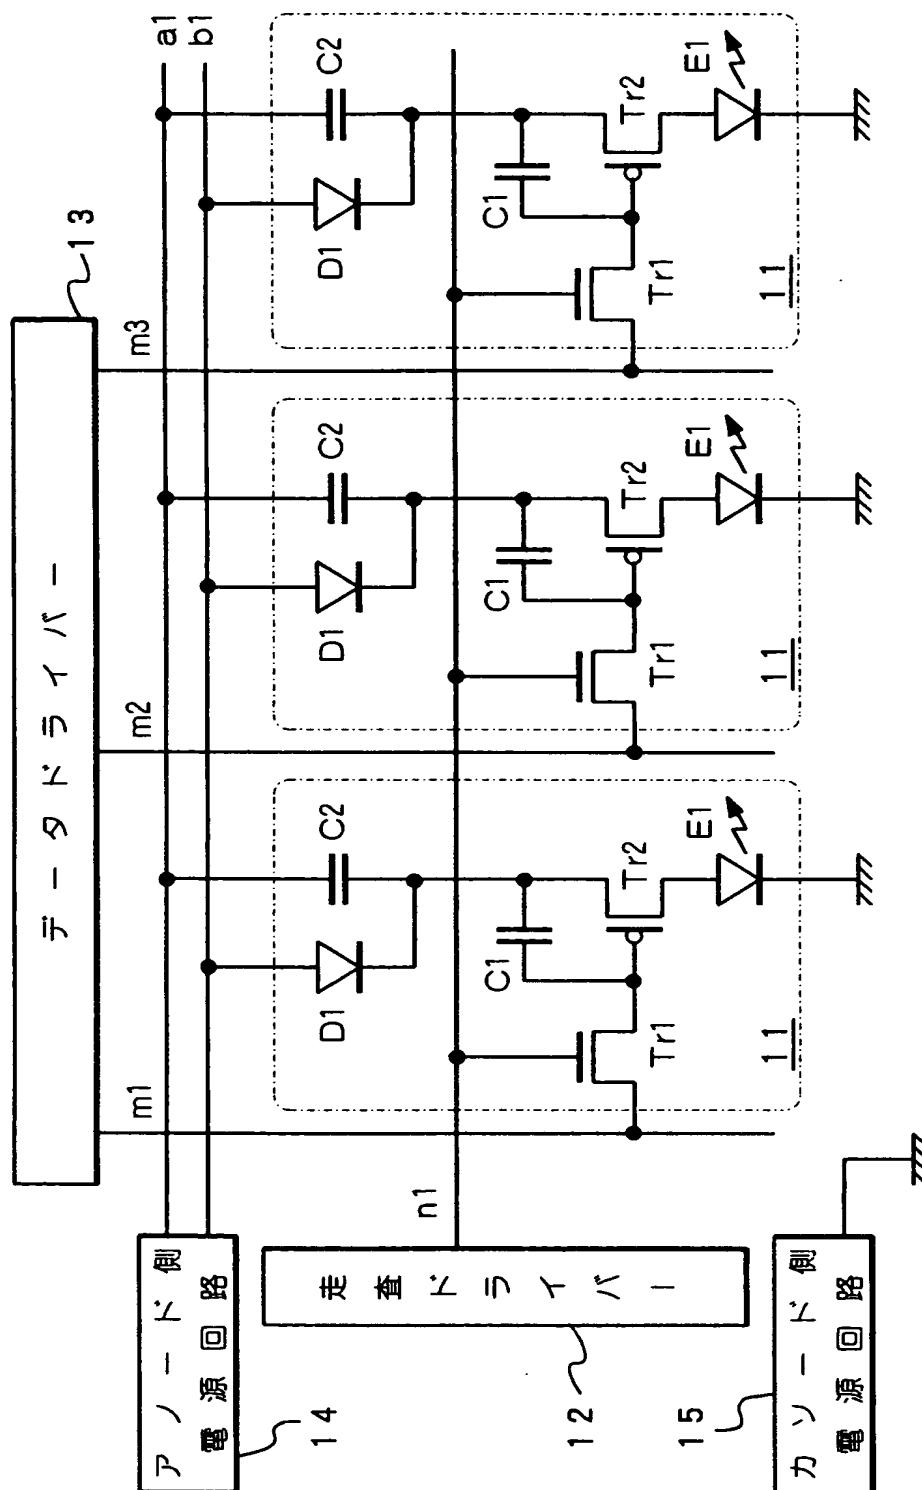 データドライバー
13
m1
m2
m3
a1
b1
アノード側
電源回路
14
走査ドライバー
12
n1
カソード側
電源回路
15
D1
C2
C1
Tr1
Tr2
E1
11
D1
C2
C1
Tr1
Tr2
E1
11
D1
C2
C1
Tr1
Tr2
E1
11